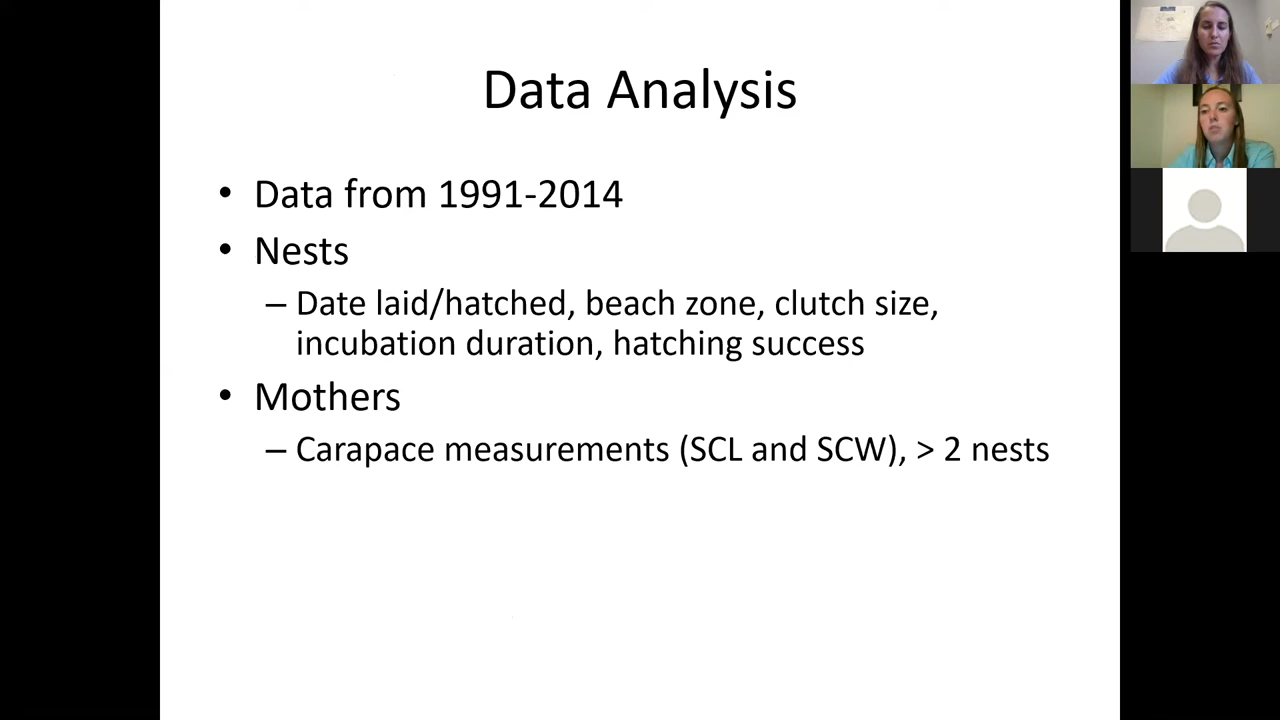 Data Analysis
• Data from 1991-2014
• Nests
– Date laid/hatched, beach zone, clutch size,
incubation duration, hatching success
• Mothers
– Carapace measurements (SCL and SCW), > 2 nests